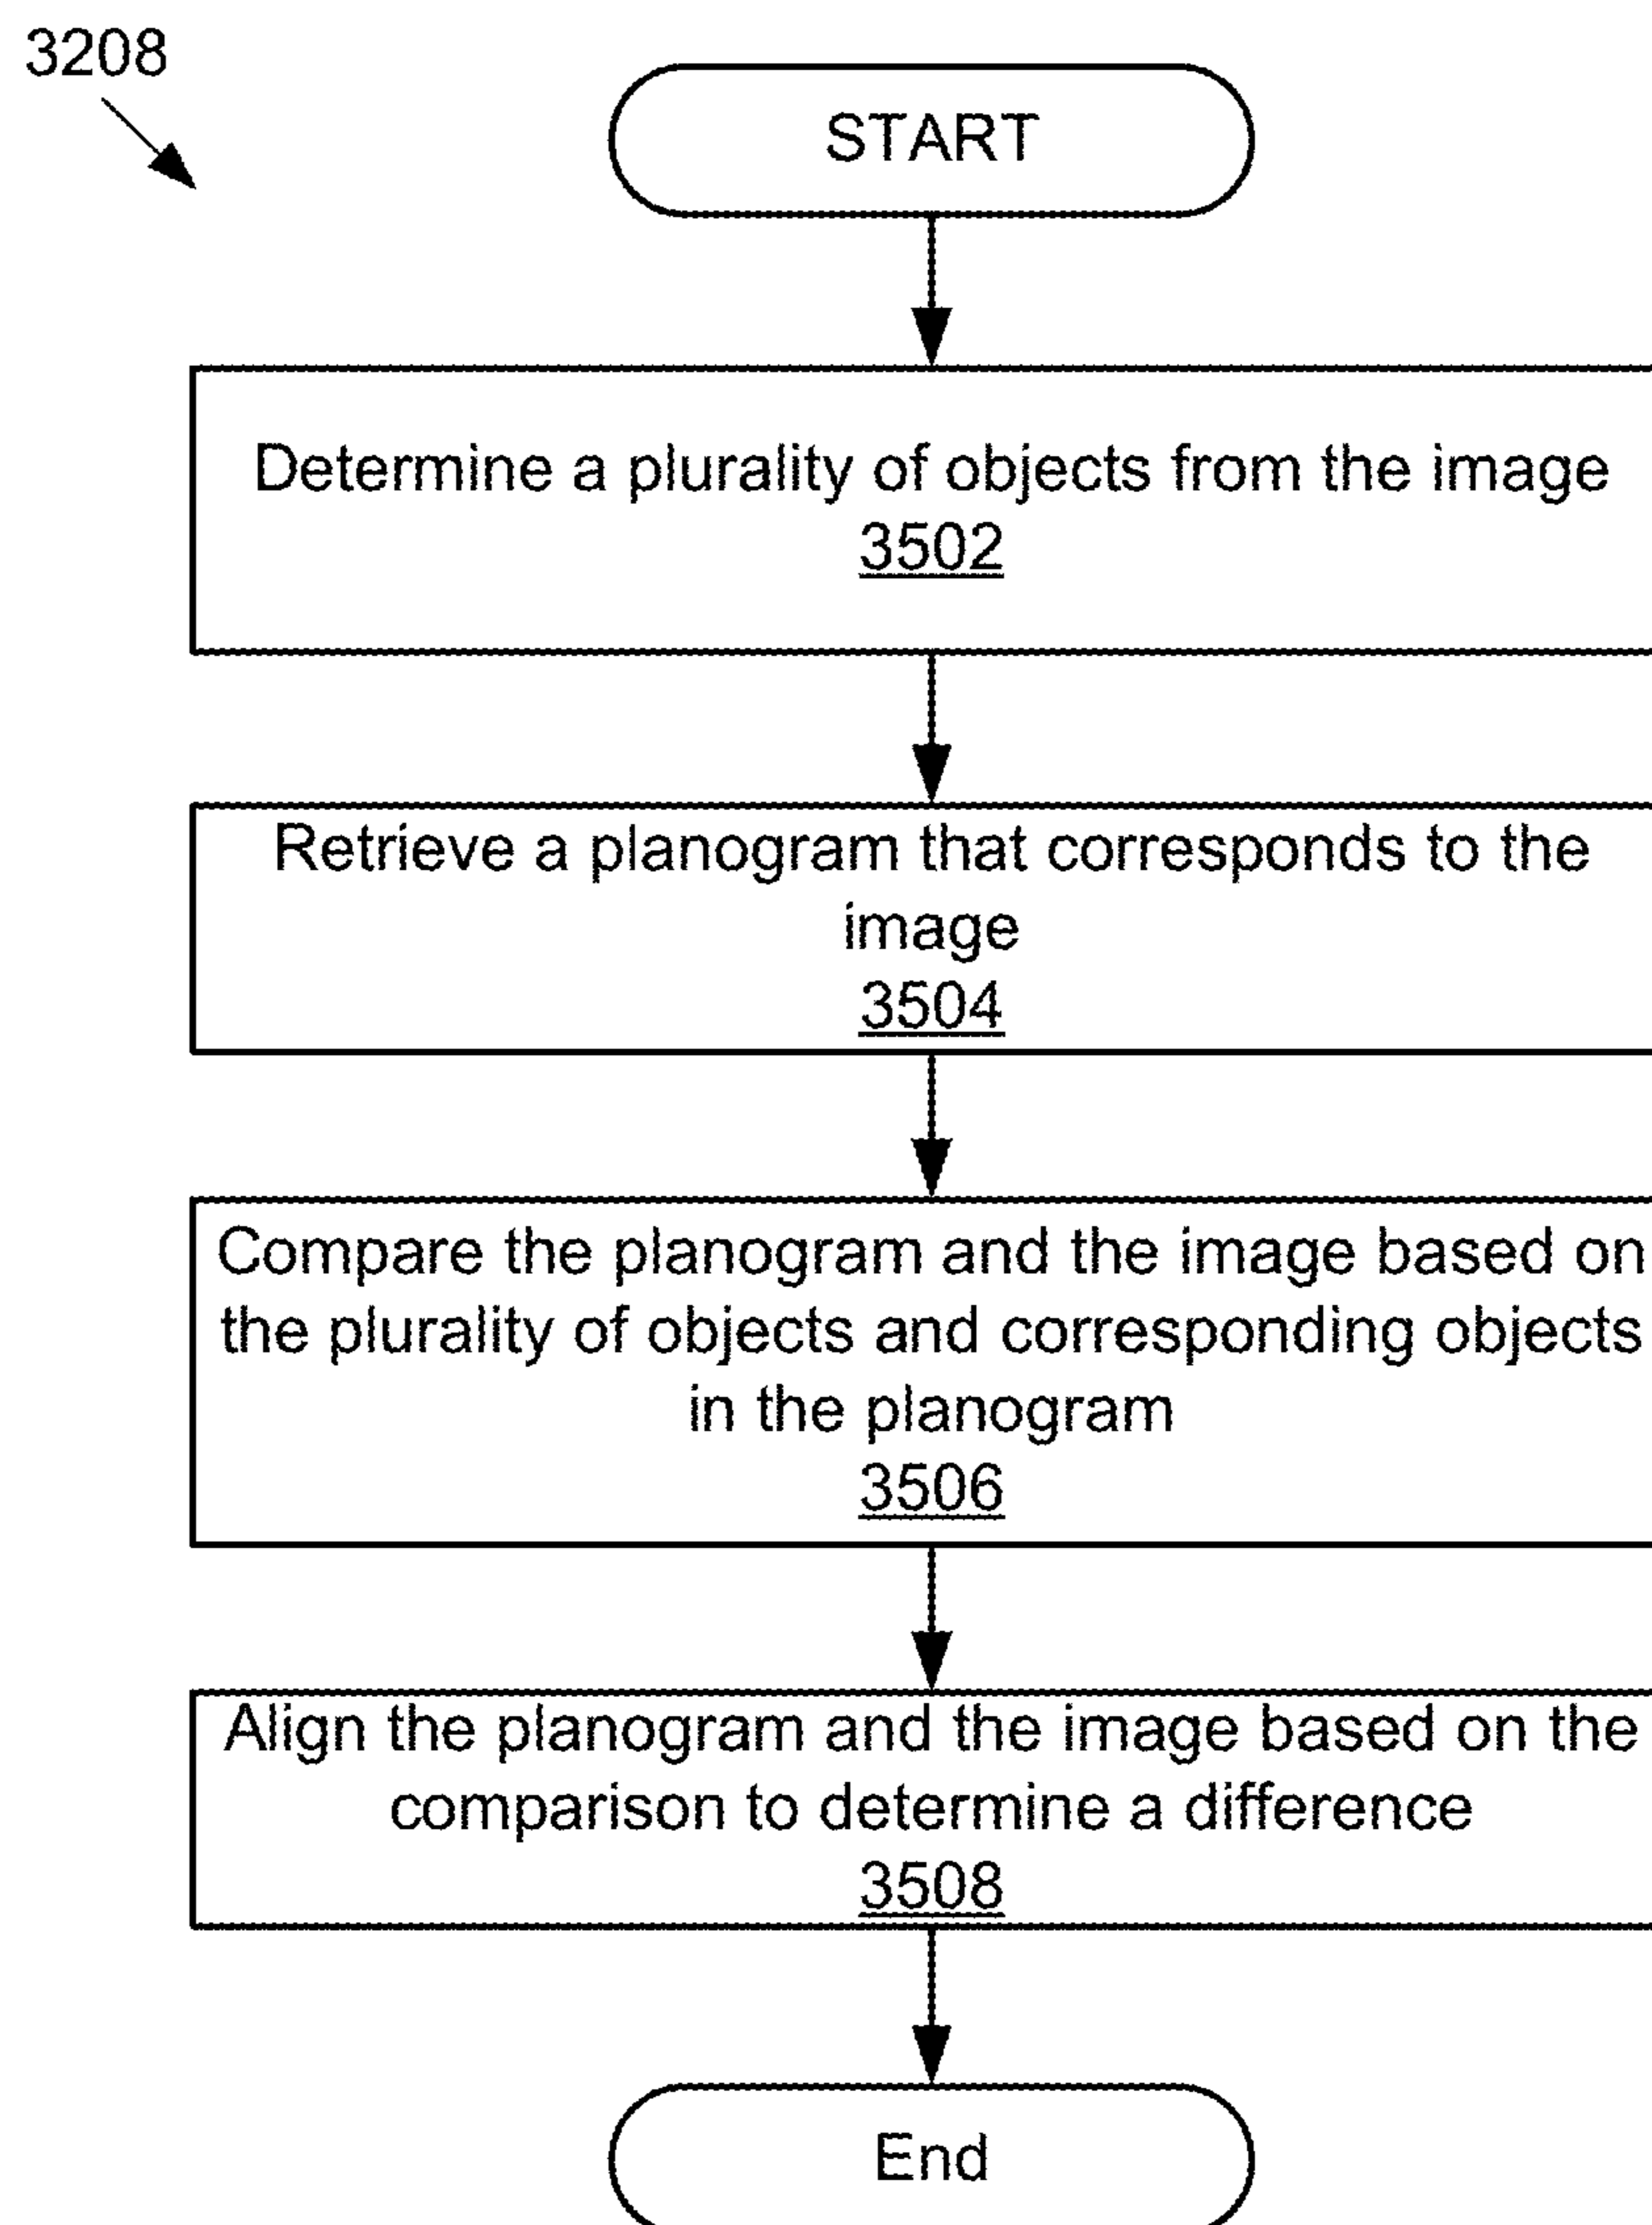 3208
START
Determine a plurality of objects from the image
3502
Retrieve a planogram that corresponds to the
image
3504
Compare the planogram and the image based on
the plurality of objects and corresponding objects
in the planogram
3506
Align the planogram and the image based on the
comparison to determine a difference
3508
End